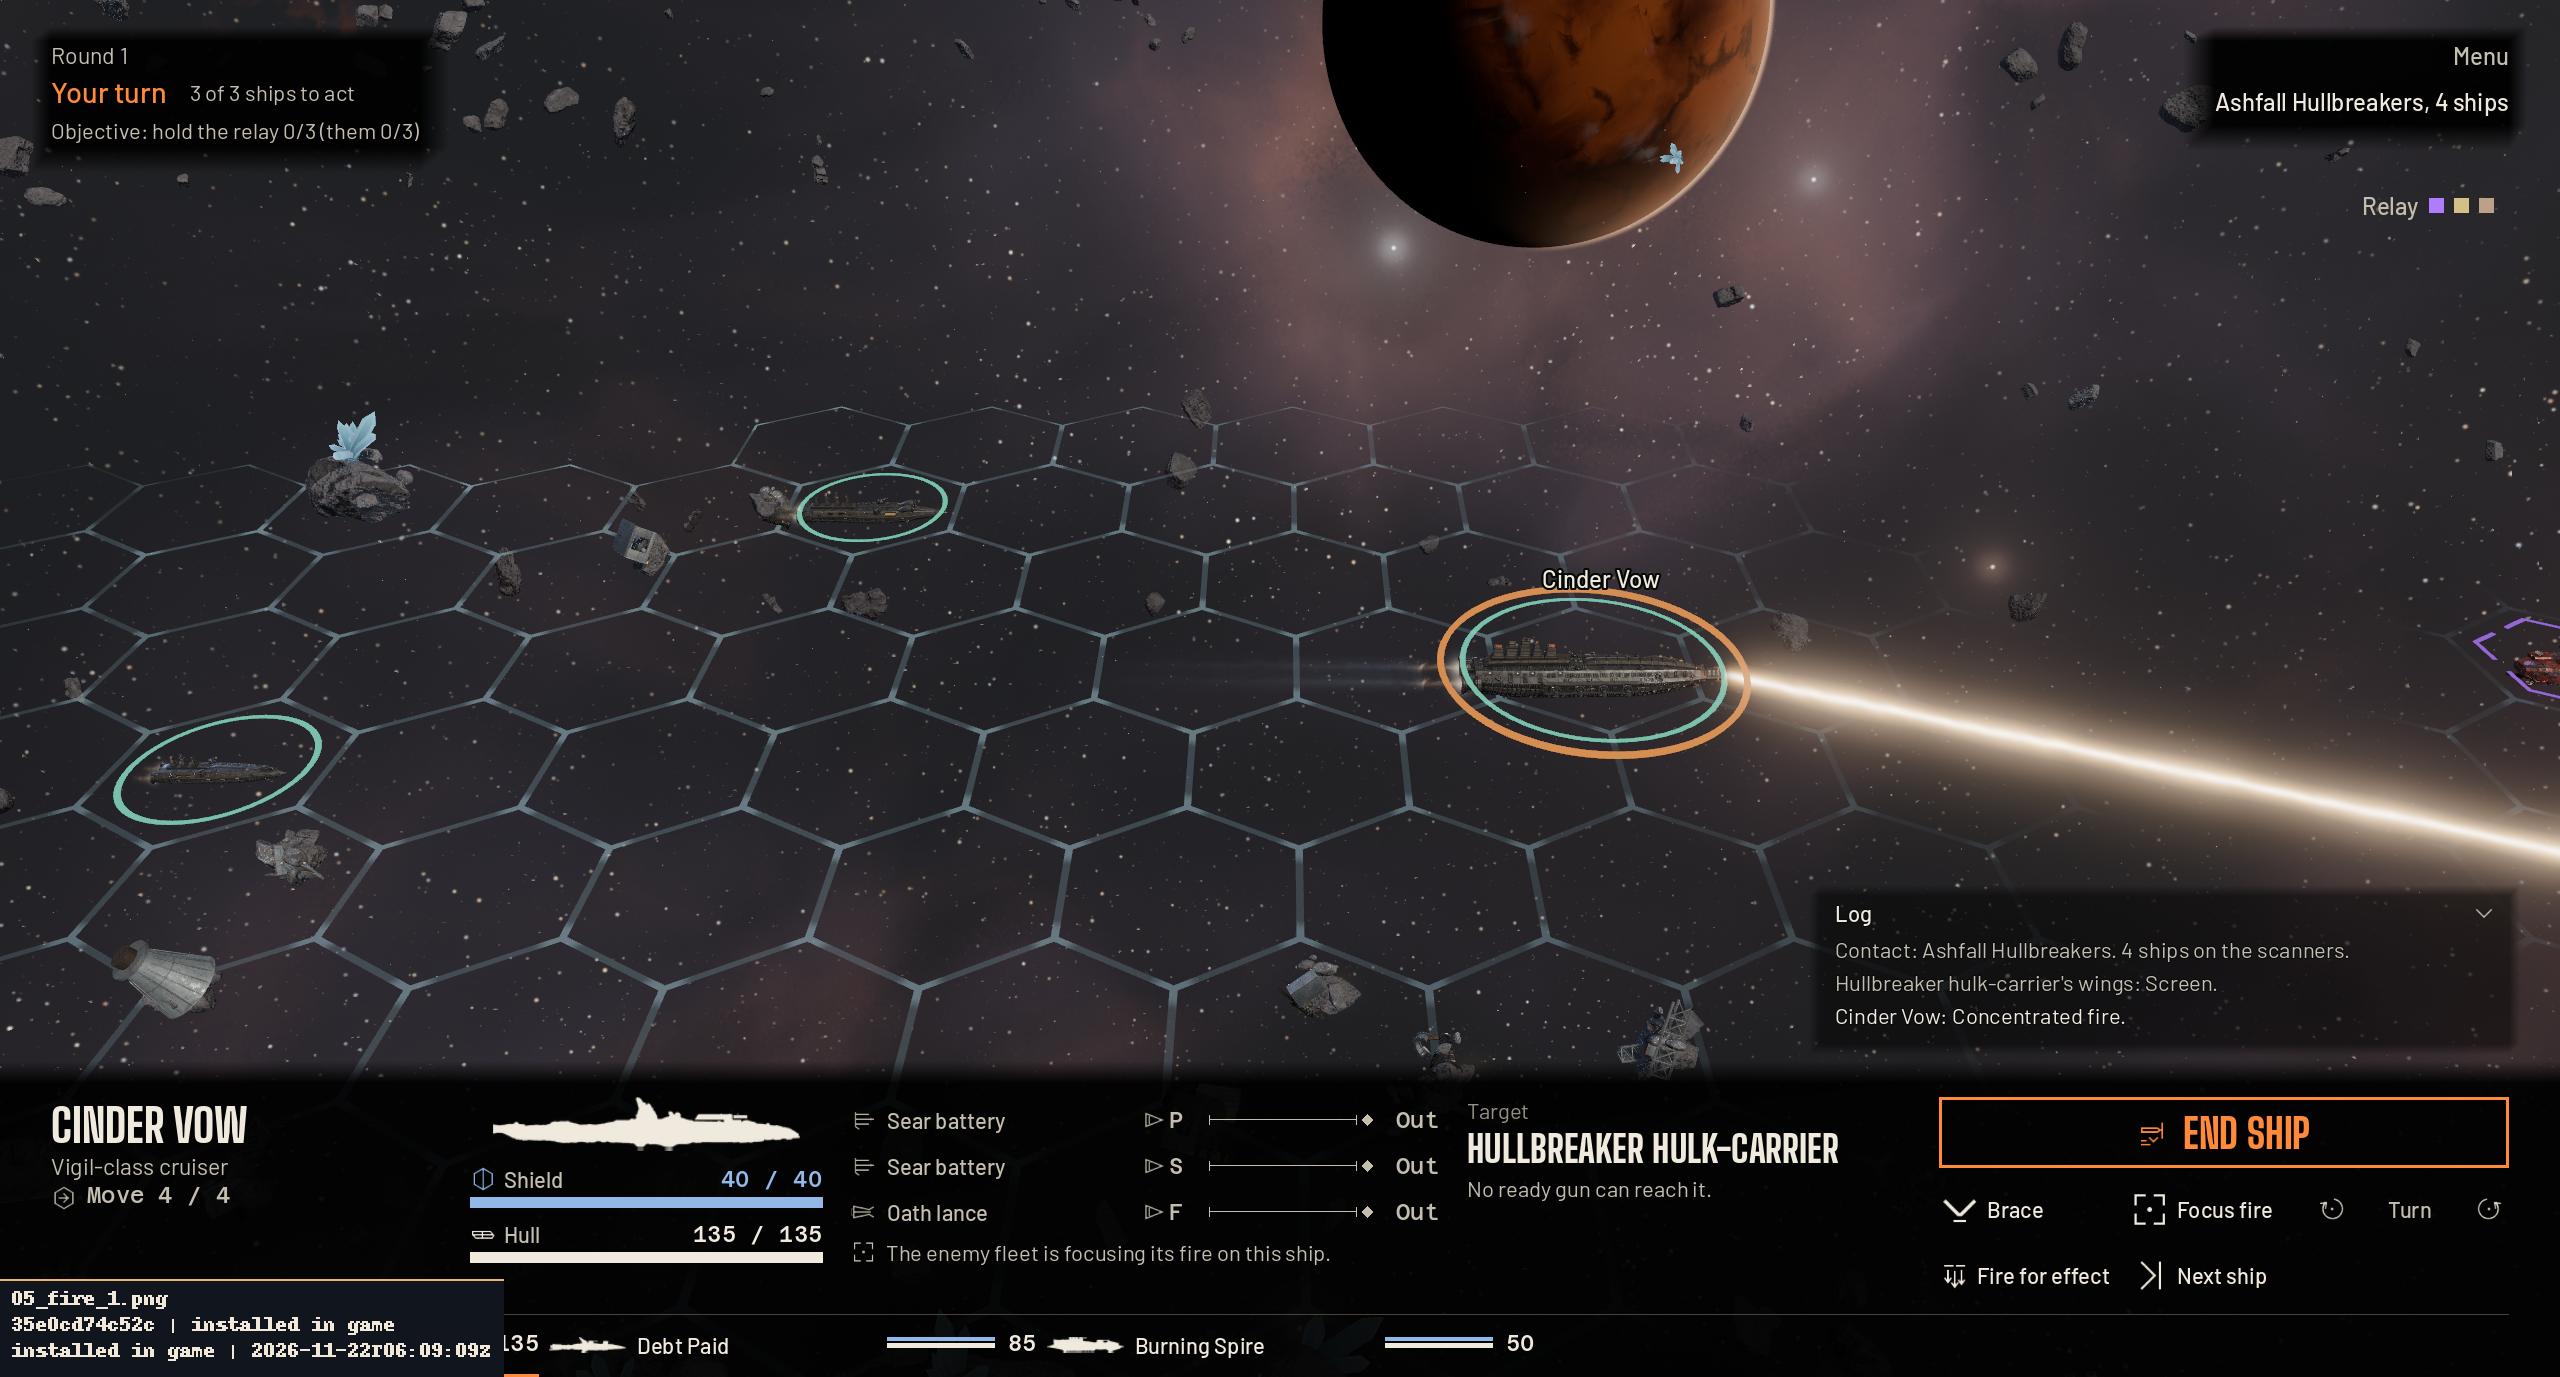 Round 1
Your turn 3 of 3 ships to act
Objective: hold the relay 0/3 (them 0/3)
Menu
Ashfall Hullbreakers, 4 ships
Relay
Cinder Vow
Log
Contact: Ashfall Hullbreakers. 4 ships on the scanners.
Hullbreaker hulk-carrier's wings: Screen.
Cinder Vow: Concentrated fire.
CINDER VOW
Vigil-class cruiser
Move 4 / 4
Shield 40 / 40
Hull 135 / 135
Sear battery P Out
Sear battery S Out
Oath lance F Out
The enemy fleet is focusing its fire on this ship.
Target
HULLBREAKER HULK-CARRIER
No ready gun can reach it.
END SHIP
Brace Focus fire Turn
Fire for effect Next ship
135 Debt Paid 85 Burning Spire 50
05_fire_1.png
35e0cd74c52c | installed in game
installed in game | 2026-11-22T06:09:09Z